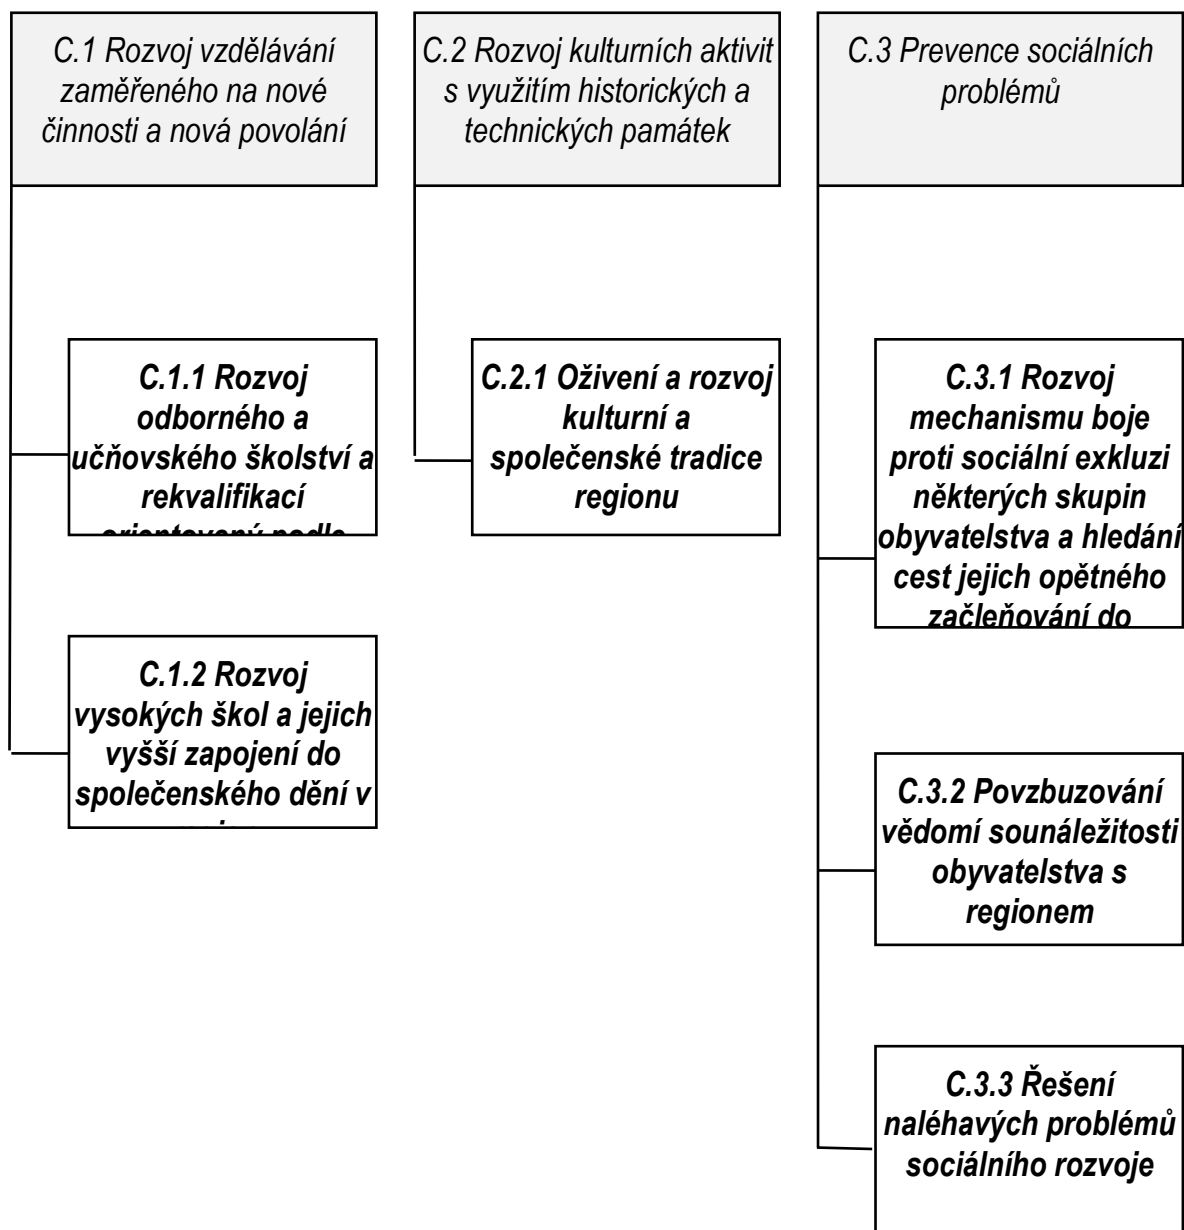 C.1 Rozvoj vzdělávání
zaměřeného na nové
činnosti a nová povolání
C.2 Rozvoj kulturních aktivit
s využitím historických a
technických památek
C.3 Prevence sociálních
problémů
C.1.1 Rozvoj
odborného a
učňovského školství a
rekvalifikací
orientovaný podle
C.1.2 Rozvoj
vysokých škol a jejich
vyšší zapojení do
společenského dění v
C.2.1 Oživení a rozvoj
kulturní a
společenské tradice
regionu
C.3.1 Rozvoj
mechanismu boje
proti sociální exkluzi
některých skupin
obyvatelstva a hledání
cest jejich opětného
začleňování do
C.3.2 Povzbuzování
vědomí sounáležitosti
obyvatelstva s
regionem
C.3.3 Řešení
naléhavých problémů
sociálního rozvoje